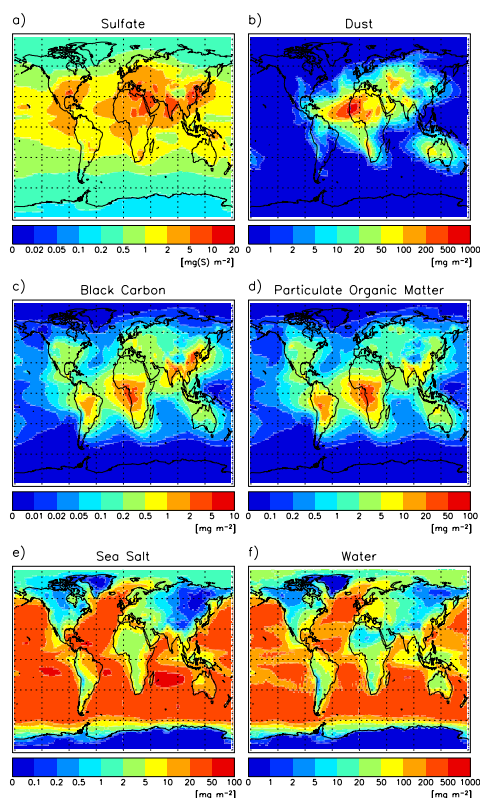 a) Sulfate
b) Dust
0 0.02 0.05 0.1 0.2 0.5 1 2 5 10 20
[mg(S) m⁻²]
0 1 2 5 10 20 50 100 200 500 1000
[mg m⁻²]
c) Black Carbon
d) Particulate Organic Matter
0 0.01 0.02 0.05 0.1 0.2 0.5 1 2 5 10
[mg m⁻²]
0 0.1 0.2 0.5 1 2 5 10 20 50 100
[mg m⁻²]
e) Sea Salt
f) Water
0 0.1 0.2 0.5 1 2 5 10 20 50 100
[mg m⁻²]
0 1 2 5 10 20 50 100 200 500 1000
[mg m⁻²]